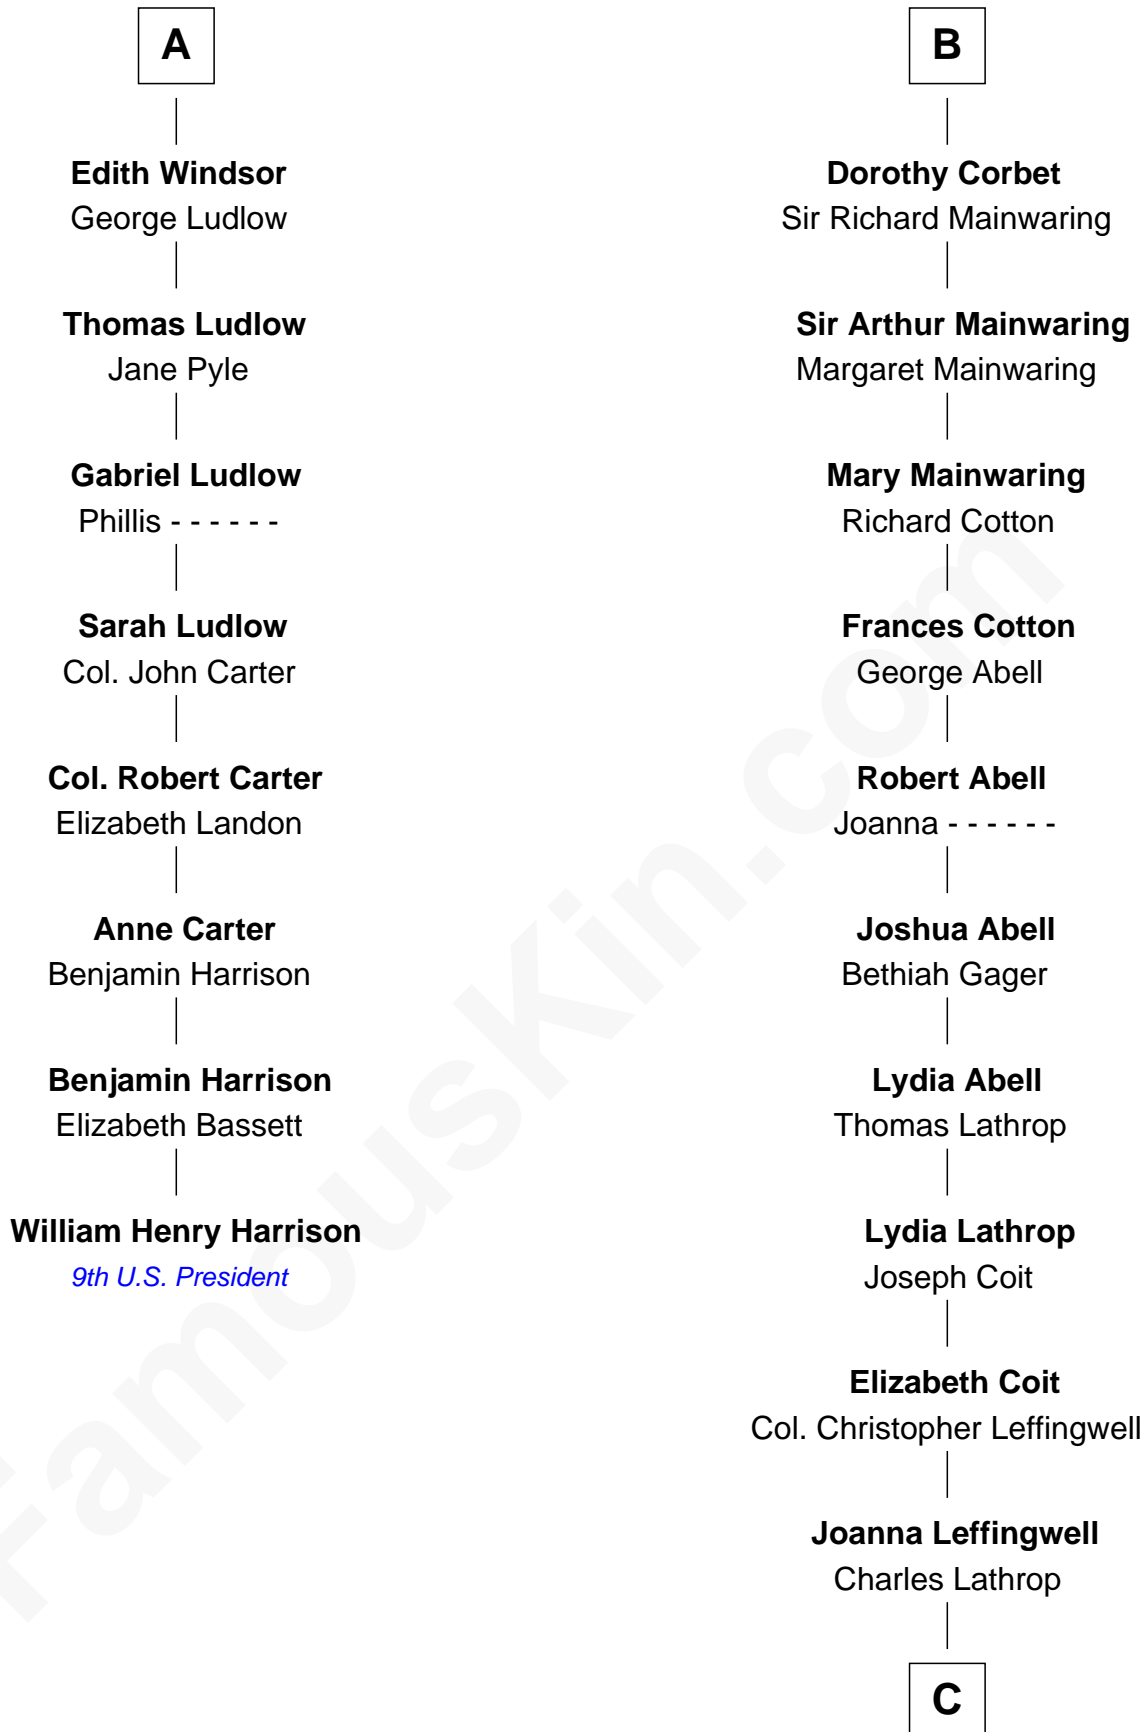 A
Edith Windsor
George Ludlow
Thomas Ludlow
Jane Pyle
Gabriel Ludlow
Phillis - - - - - -
Sarah Ludlow
Col. John Carter
Col. Robert Carter
Elizabeth Landon
Anne Carter
Benjamin Harrison
Benjamin Harrison
Elizabeth Bassett
William Henry Harrison
9th U.S. President
B
Dorothy Corbet
Sir Richard Mainwaring
Sir Arthur Mainwaring
Margaret Mainwaring
Mary Mainwaring
Richard Cotton
Frances Cotton
George Abell
Robert Abell
Joanna - - - - - -
Joshua Abell
Bethiah Gager
Lydia Abell
Thomas Lathrop
Lydia Lathrop
Joseph Coit
Elizabeth Coit
Col. Christopher Leffingwell
Joanna Leffingwell
Charles Lathrop
C
FamousKin.com